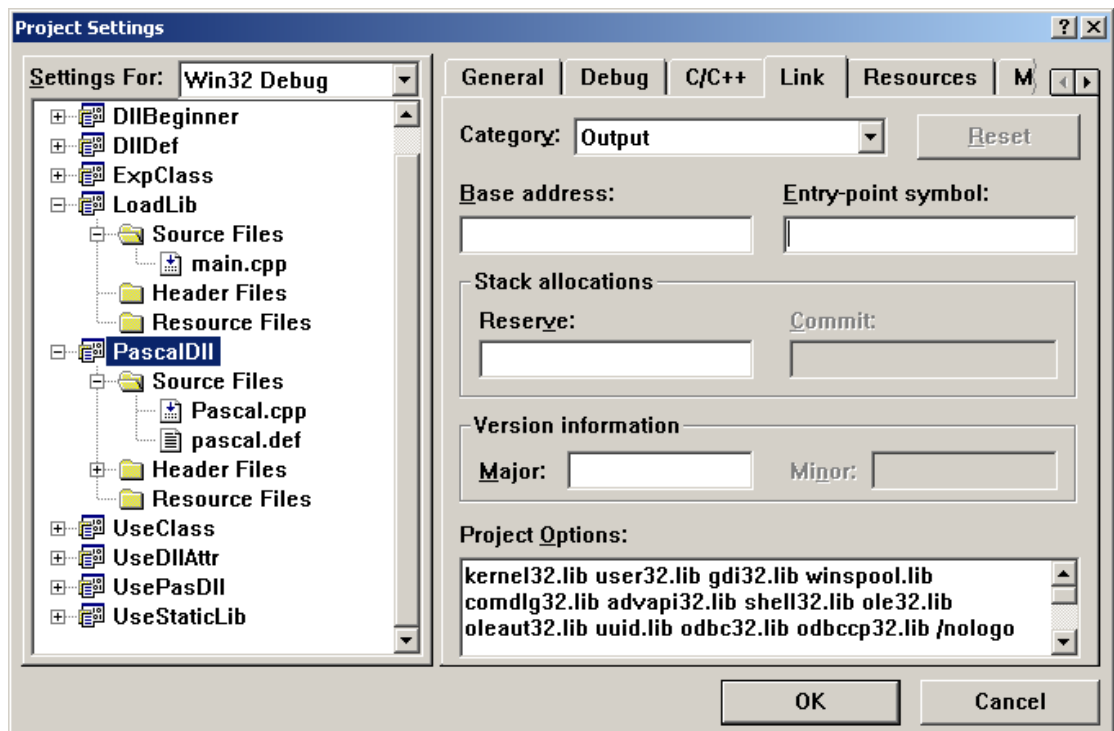 Project Settings
Settings For: Win32 Debug
DllBeginner
DllDef
ExpClass
LoadLib
Source Files
main.cpp
Header Files
Resource Files
PascalDll
Source Files
Pascal.cpp
pascal.def
Header Files
Resource Files
UseClass
UseDllAttr
UsePasDll
UseStaticLib
General Debug C/C++ Link Resources M
Category: Output Reset
Base address: Entry-point symbol:
Stack allocations
Reserve: Commit:
Version information
Major: Minor:
Project Options:
kernel32.lib user32.lib gdi32.lib winspool.lib
comdlg32.lib advapi32.lib shell32.lib ole32.lib
oleaut32.lib uuid.lib odbc32.lib odbccp32.lib /nologo
OK Cancel